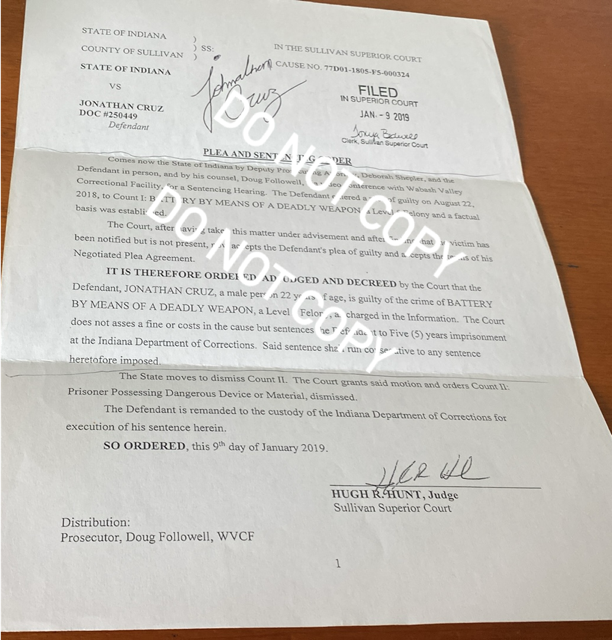 STATE OF INDIANA )
) SS: IN THE SULLIVAN SUPERIOR COURT
COUNTY OF SULLIVAN ) CAUSE NO. 77D01-1805-F5-000324
STATE OF INDIANA
VS
JONATHAN CRUZ
DOC #250449
Defendant
Johnathan
Cruz
FILED
IN SUPERIOR COURT
JAN - 9 2019
Clerk, Sullivan Superior Court
PLEA AND SENTENCING ORDER
Comes now the State of Indiana by Deputy Deborah Shepler, and the
Defendant in person, and by his counsel, Doug Followell, conference with Wabash Valley
Correctional Facility for a Sentencing Hearing. The Defendant entered a of guilty on August 22,
2018, to Count I: BATTERY BY MEANS OF A DEADLY WEAPON, a Level Felony and a factual
basis was established.
The Court, after having taken this matter under advisement and after victim has
been notified but is not present, now accepts the Defendant's plea of guilty and accepts the of his
Negotiated Plea Agreement.
IT IS THEREFORE ORDERED, ADJUDGED AND DECREED by the Court that the
Defendant, JONATHAN CRUZ, a male person 22 years of age, is guilty of the crime of BATTERY
BY MEANS OF A DEADLY WEAPON, a Level Felony charged in the Information. The Court
does not asses a fine or costs in the cause but sentences the Defendant to Five (5) years imprisonment
at the Indiana Department of Corrections. Said sentence shall run consecutive to any sentence
heretofore imposed.
The State moves to dismiss Count II. The Court grants said motion and orders Count II:
Prisoner Possessing Dangerous Device or Material, dismissed.
The Defendant is remanded to the custody of the Indiana Department of Corrections for
execution of his sentence herein.
SO ORDERED, this 9th day of January 2019.
HUGH R. HUNT, Judge
Sullivan Superior Court
Distribution:
Prosecutor, Doug Followell, WVCF
1
DO NOT COPY
DO NOT COPY